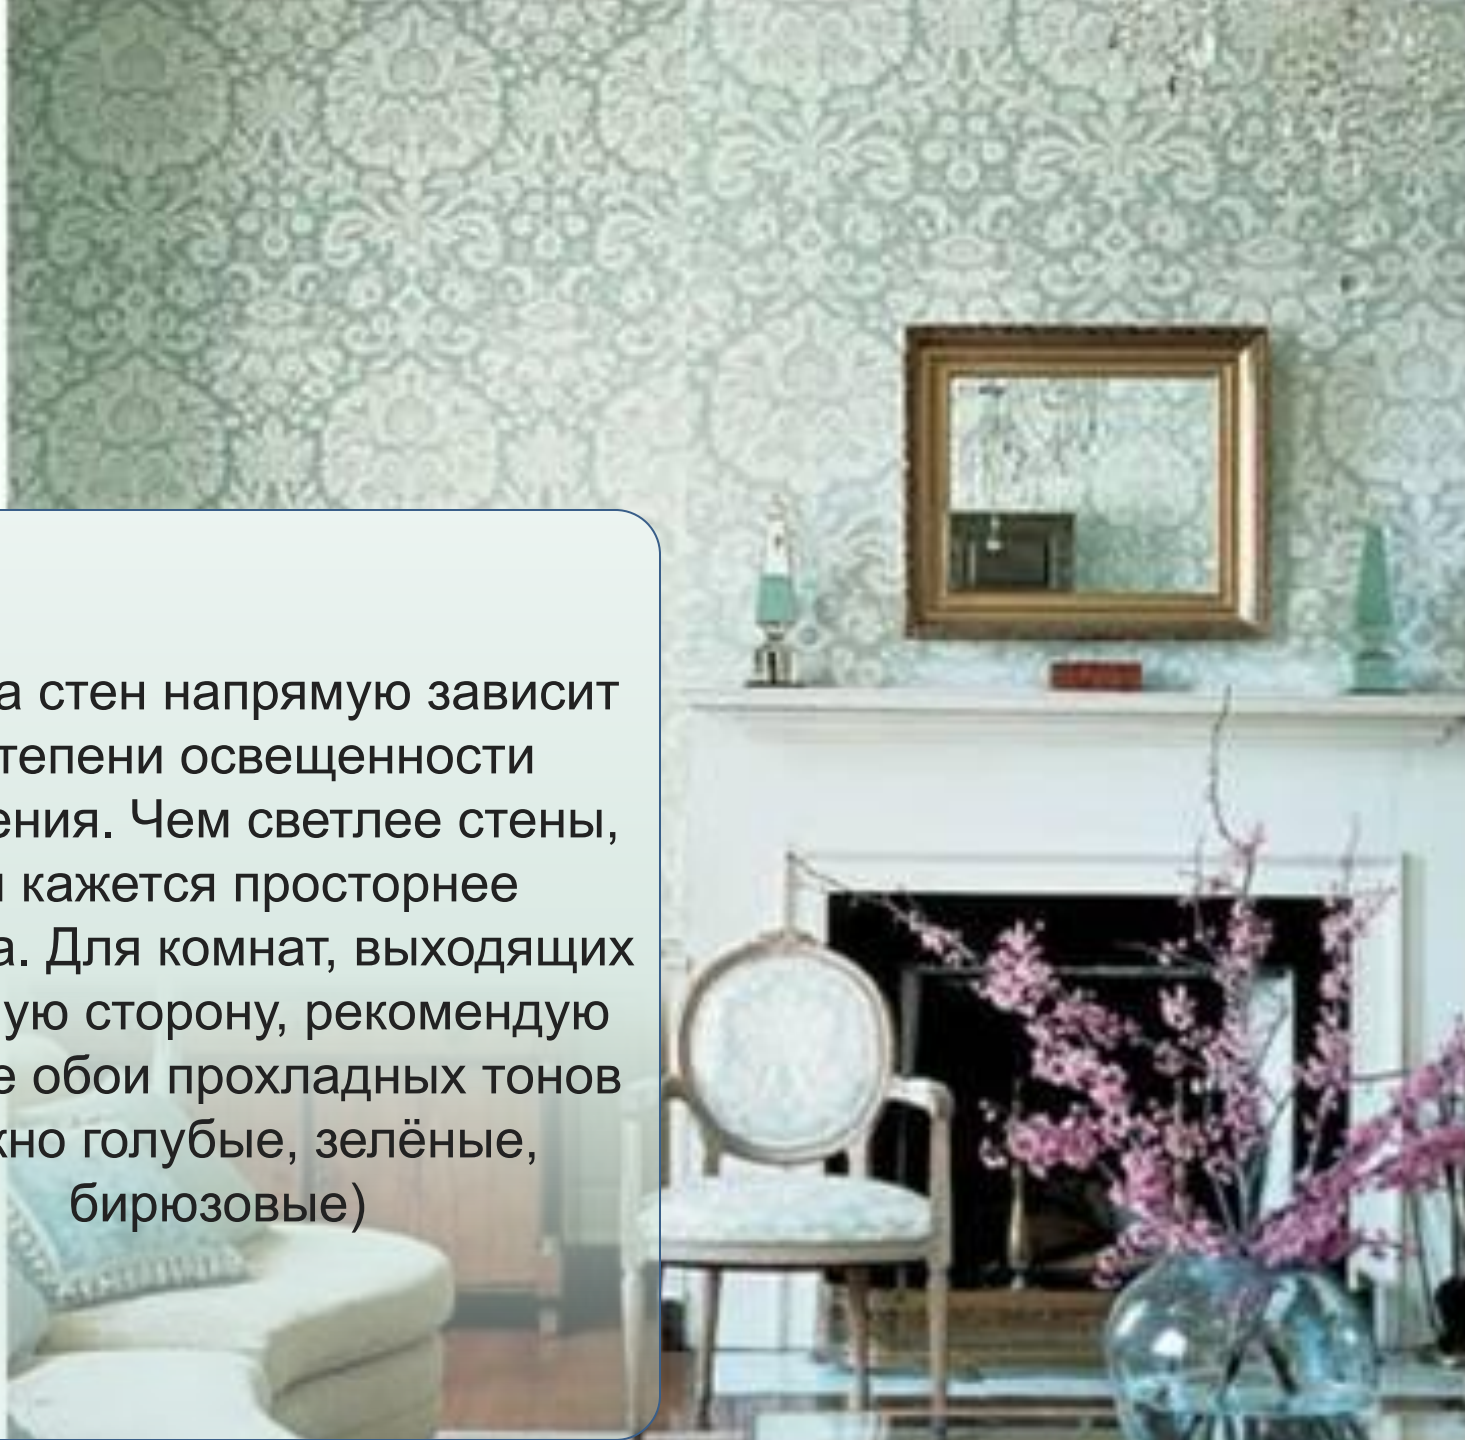 а стен напрямую зависит
тепени освещенности
ения. Чем светлее стены,
кажется просторнее
а. Для комнат, выходящих
ую сторону, рекомендую
е обои прохладных тонов
жно голубые, зелёные,
бирюзовые)